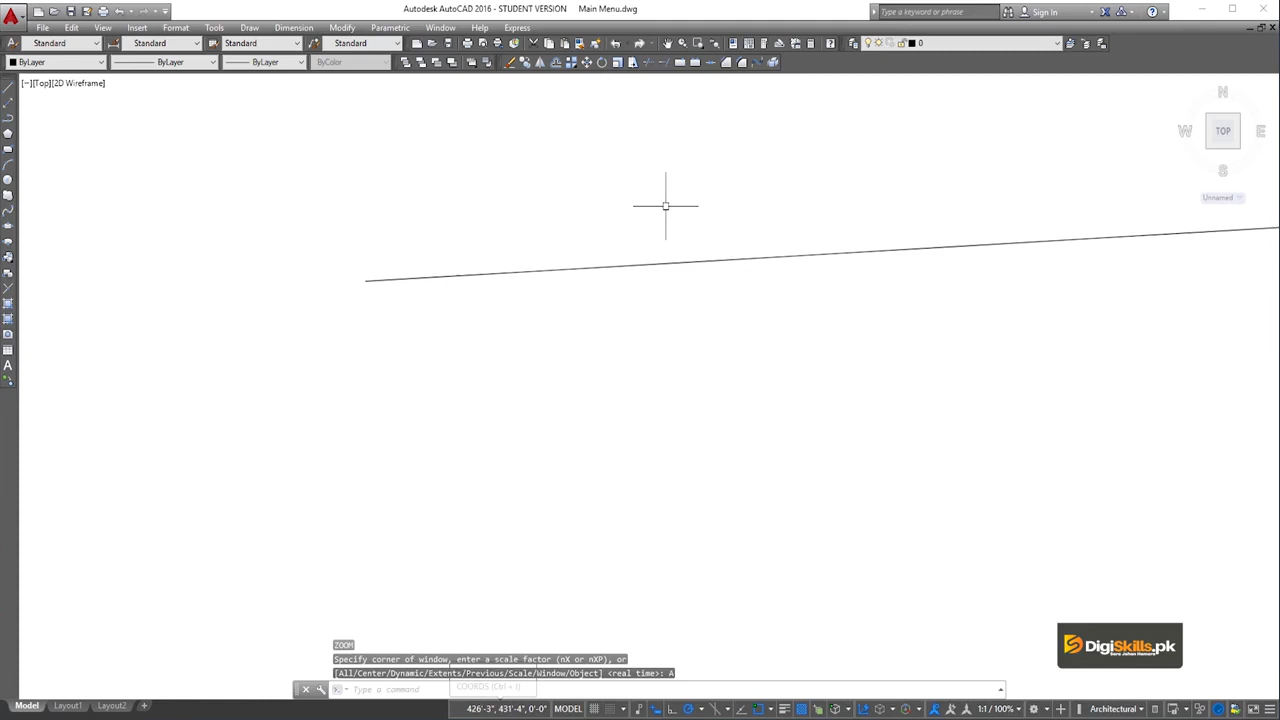 Autodesk AutoCAD 2016 - STUDENT VERSION Main Menu.dwg
Type a keyword or phrase
Sign In
File Edit View Insert Format Tools Draw Dimension Modify Parametric Window Help Express
Standard Standard Standard Standard 0
ByLayer ByLayer ByLayer ByColor
[−][Top][2D Wireframe]
N
W TOP E
S
Unnamed
ZOOM
Specify corner of window, enter a scale factor (nX or nXP), or
[All/Center/Dynamic/Extents/Previous/Scale/Window/Object] <real time>: A
Type a command
COORDS (Ctrl + I)
DigiSkills.pk
Model Layout1 Layout2 +
426'-3", 431'-4", 0'-0" MODEL 1:1 / 100% Architectural